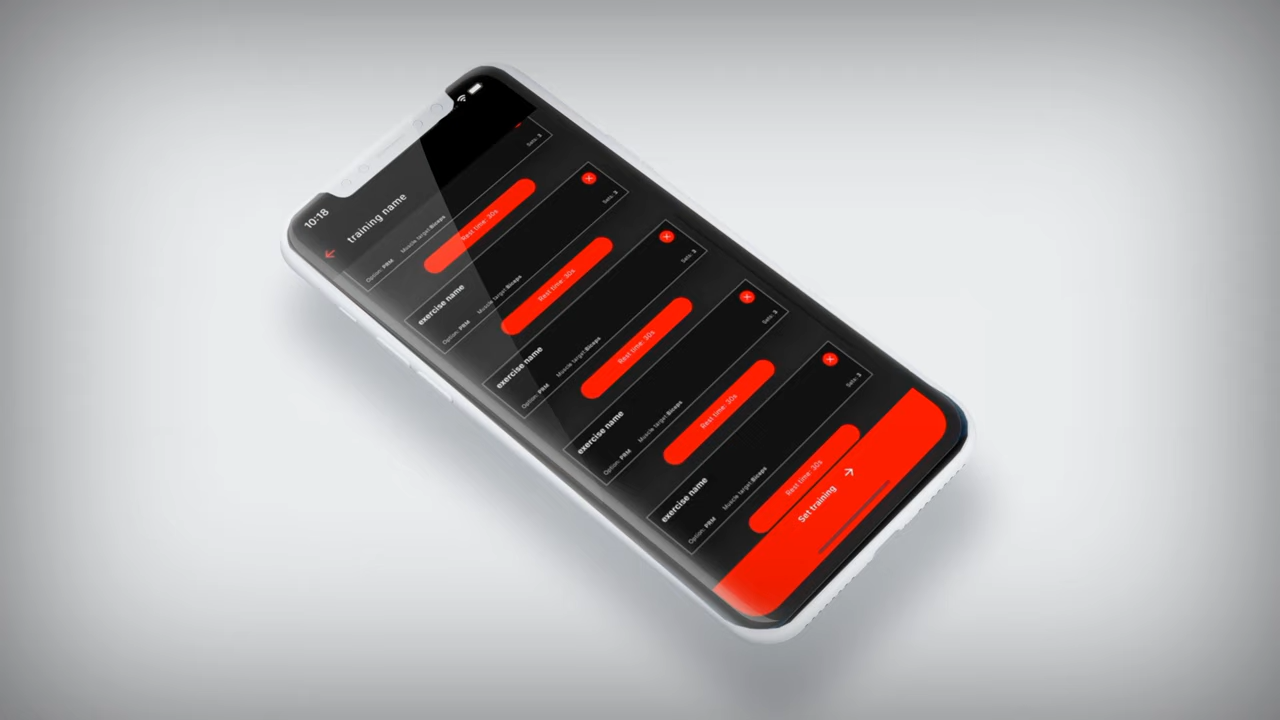 10:18
training name
Sets: 3
Option: PRM Muscle target: Biceps
Rest time: 30s
exercise name
Sets: 3
Option: PRM Muscle target: Biceps
Rest time: 30s
exercise name
Sets: 3
Option: PRM Muscle target: Biceps
Rest time: 30s
exercise name
Sets: 3
Option: PRM Muscle target: Biceps
Rest time: 30s
exercise name
Sets: 3
Option: PRM Muscle target: Biceps
Rest time: 30s
Set training